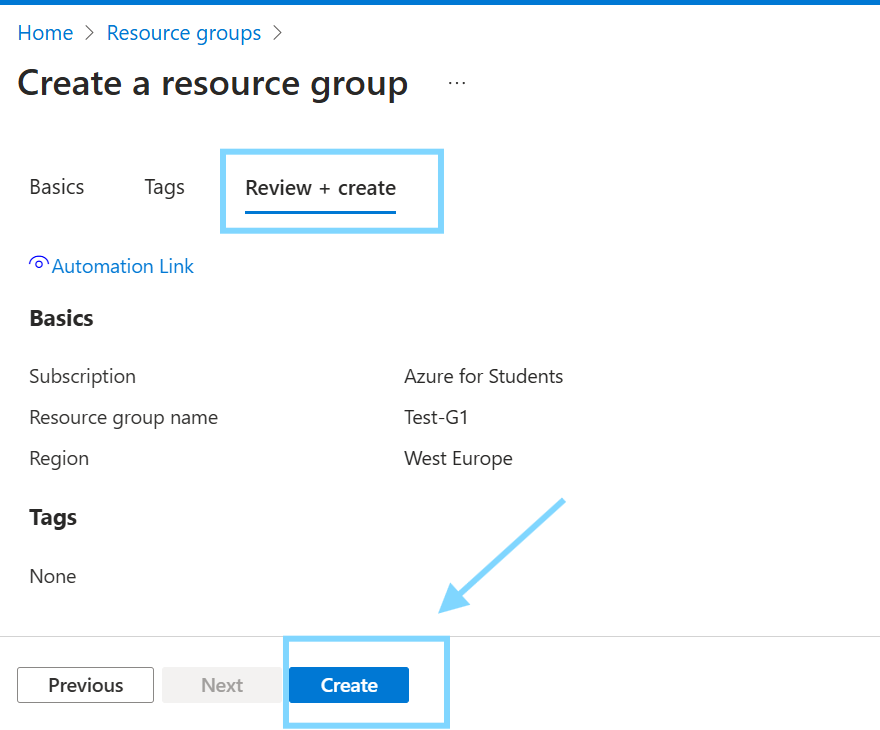 Home > Resource groups >
Create a resource group ...
Basics Tags Review + create
Automation Link
Basics
Subscription Azure for Students
Resource group name Test-G1
Region West Europe
Tags
None
Previous Next Create